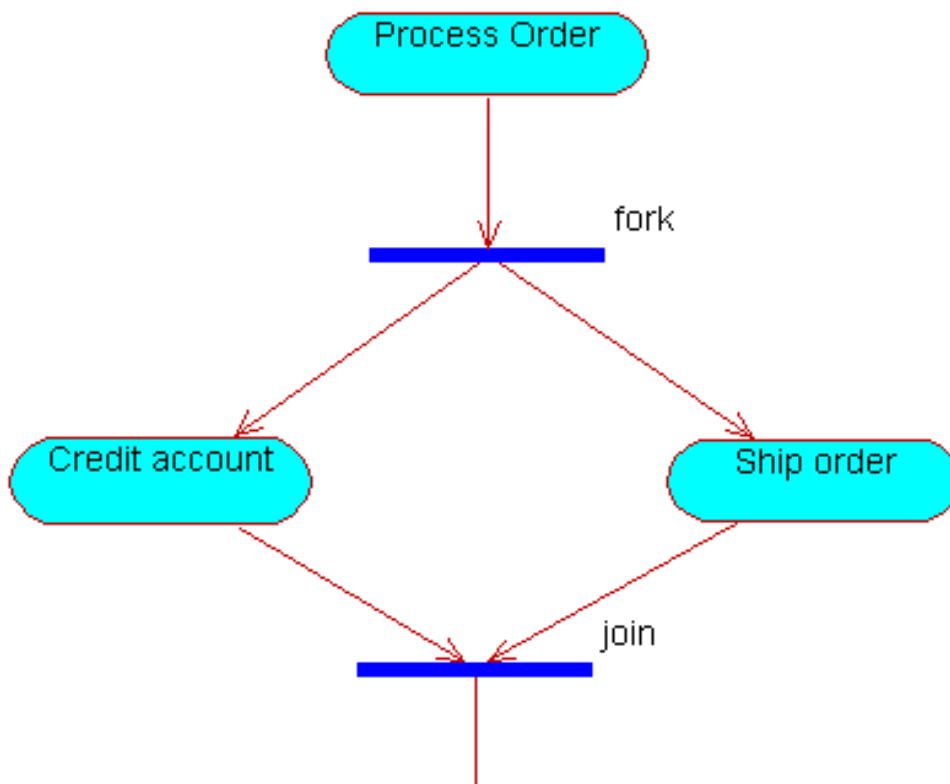 Process Order
fork
Credit account
Ship order
join